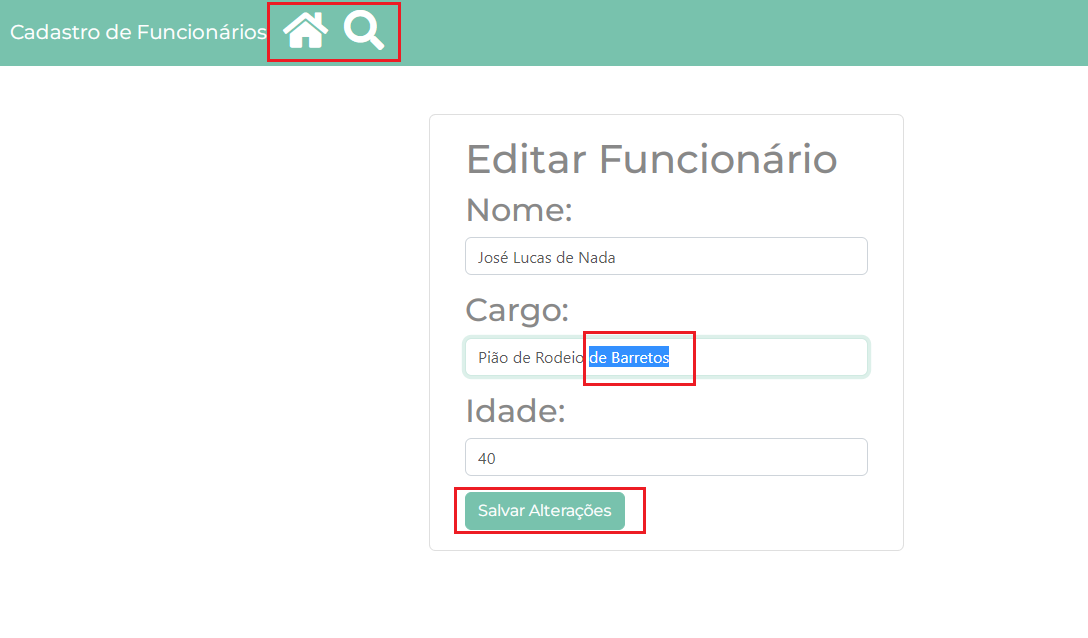 Cadastro de Funcionários
Editar Funcionário
Nome:
José Lucas de Nada
Cargo:
Pião de Rodeio de Barretos
Idade:
40
Salvar Alterações